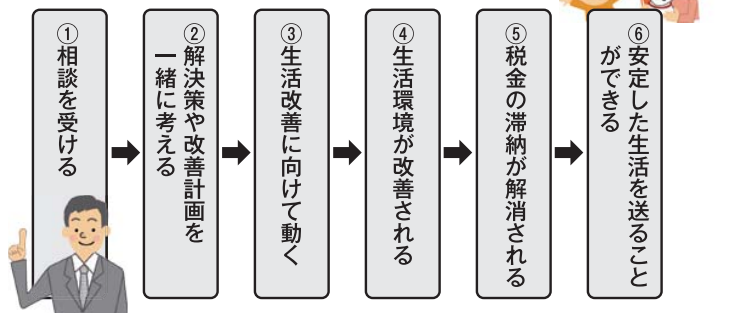 ①相談を受ける
②解決策や改善計画を
一緒に考える
③生活改善に向けて動く
④生活環境が改善される
⑤税金の滞納が解消される
⑥安定した生活を送ること
ができる